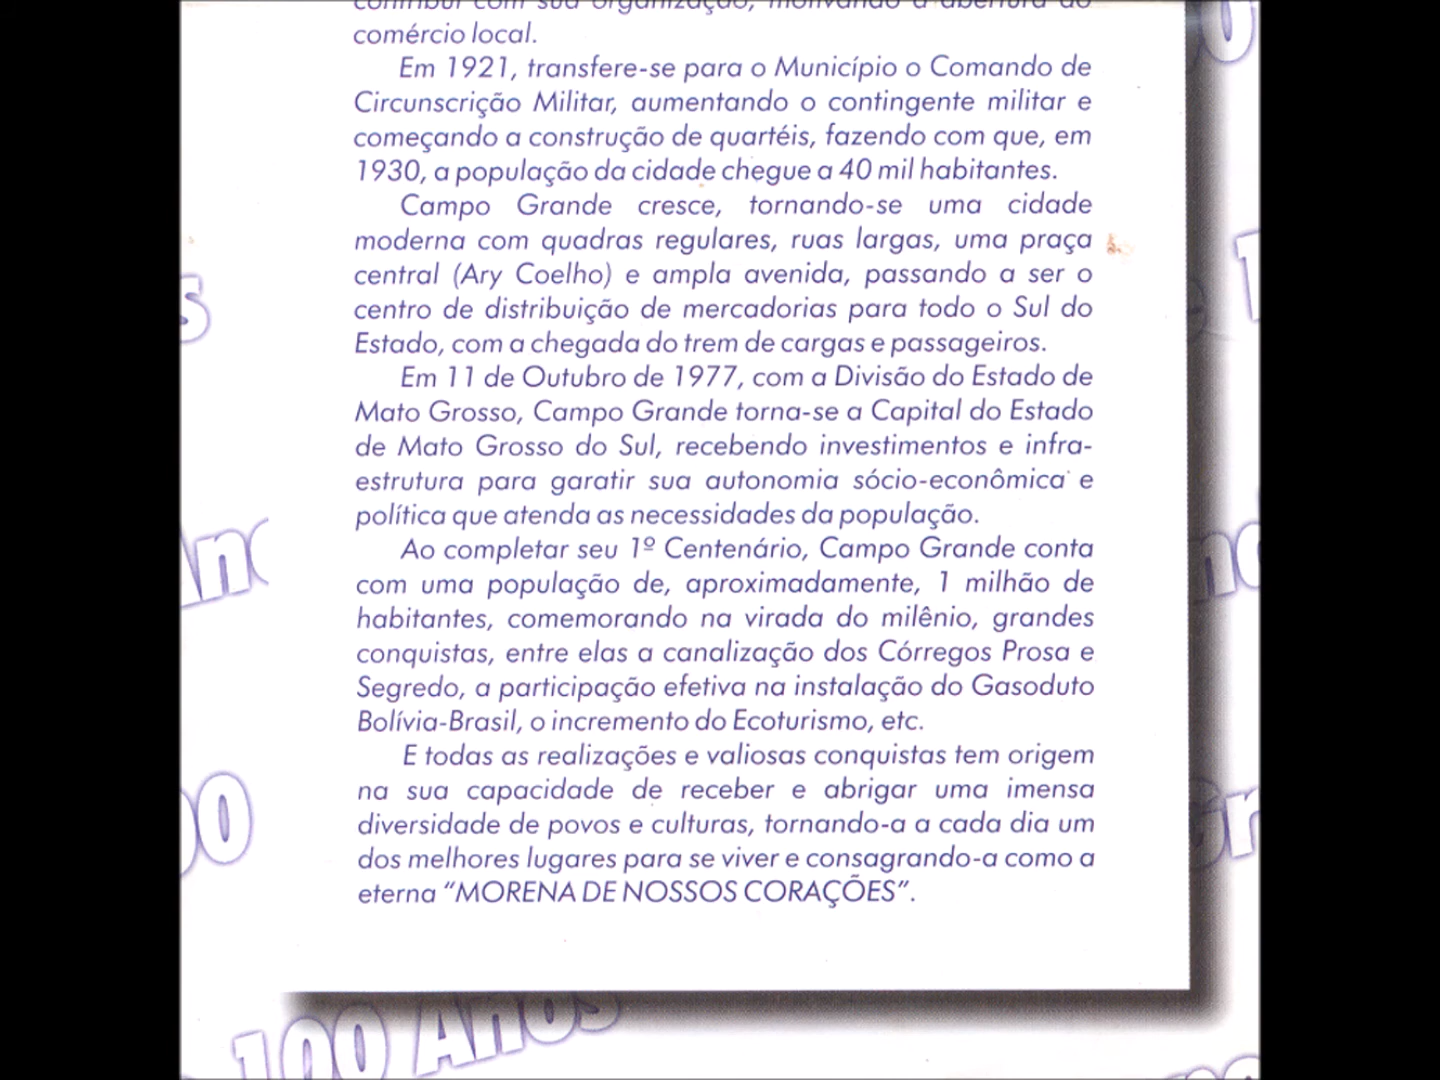 contribui com sua organização, motivando a abertura do
comércio local.
Em 1921, transfere-se para o Município o Comando de
Circunscrição Militar, aumentando o contingente militar e
começando a construção de quartéis, fazendo com que, em
1930, a população da cidade chegue a 40 mil habitantes.
Campo Grande cresce, tornando-se uma cidade
moderna com quadras regulares, ruas largas, uma praça
central (Ary Coelho) e ampla avenida, passando a ser o
centro de distribuição de mercadorias para todo o Sul do
Estado, com a chegada do trem de cargas e passageiros.
Em 11 de Outubro de 1977, com a Divisão do Estado de
Mato Grosso, Campo Grande torna-se a Capital do Estado
de Mato Grosso do Sul, recebendo investimentos e infra-
estrutura para garatir sua autonomia sócio-econômica e
política que atenda as necessidades da população.
Ao completar seu 1º Centenário, Campo Grande conta
com uma população de, aproximadamente, 1 milhão de
habitantes, comemorando na virada do milênio, grandes
conquistas, entre elas a canalização dos Córregos Prosa e
Segredo, a participação efetiva na instalação do Gasoduto
Bolívia-Brasil, o incremento do Ecoturismo, etc.
E todas as realizações e valiosas conquistas tem origem
na sua capacidade de receber e abrigar uma imensa
diversidade de povos e culturas, tornando-a a cada dia um
dos melhores lugares para se viver e consagrando-a como a
eterna “MORENA DE NOSSOS CORAÇÕES”.
100 Anos